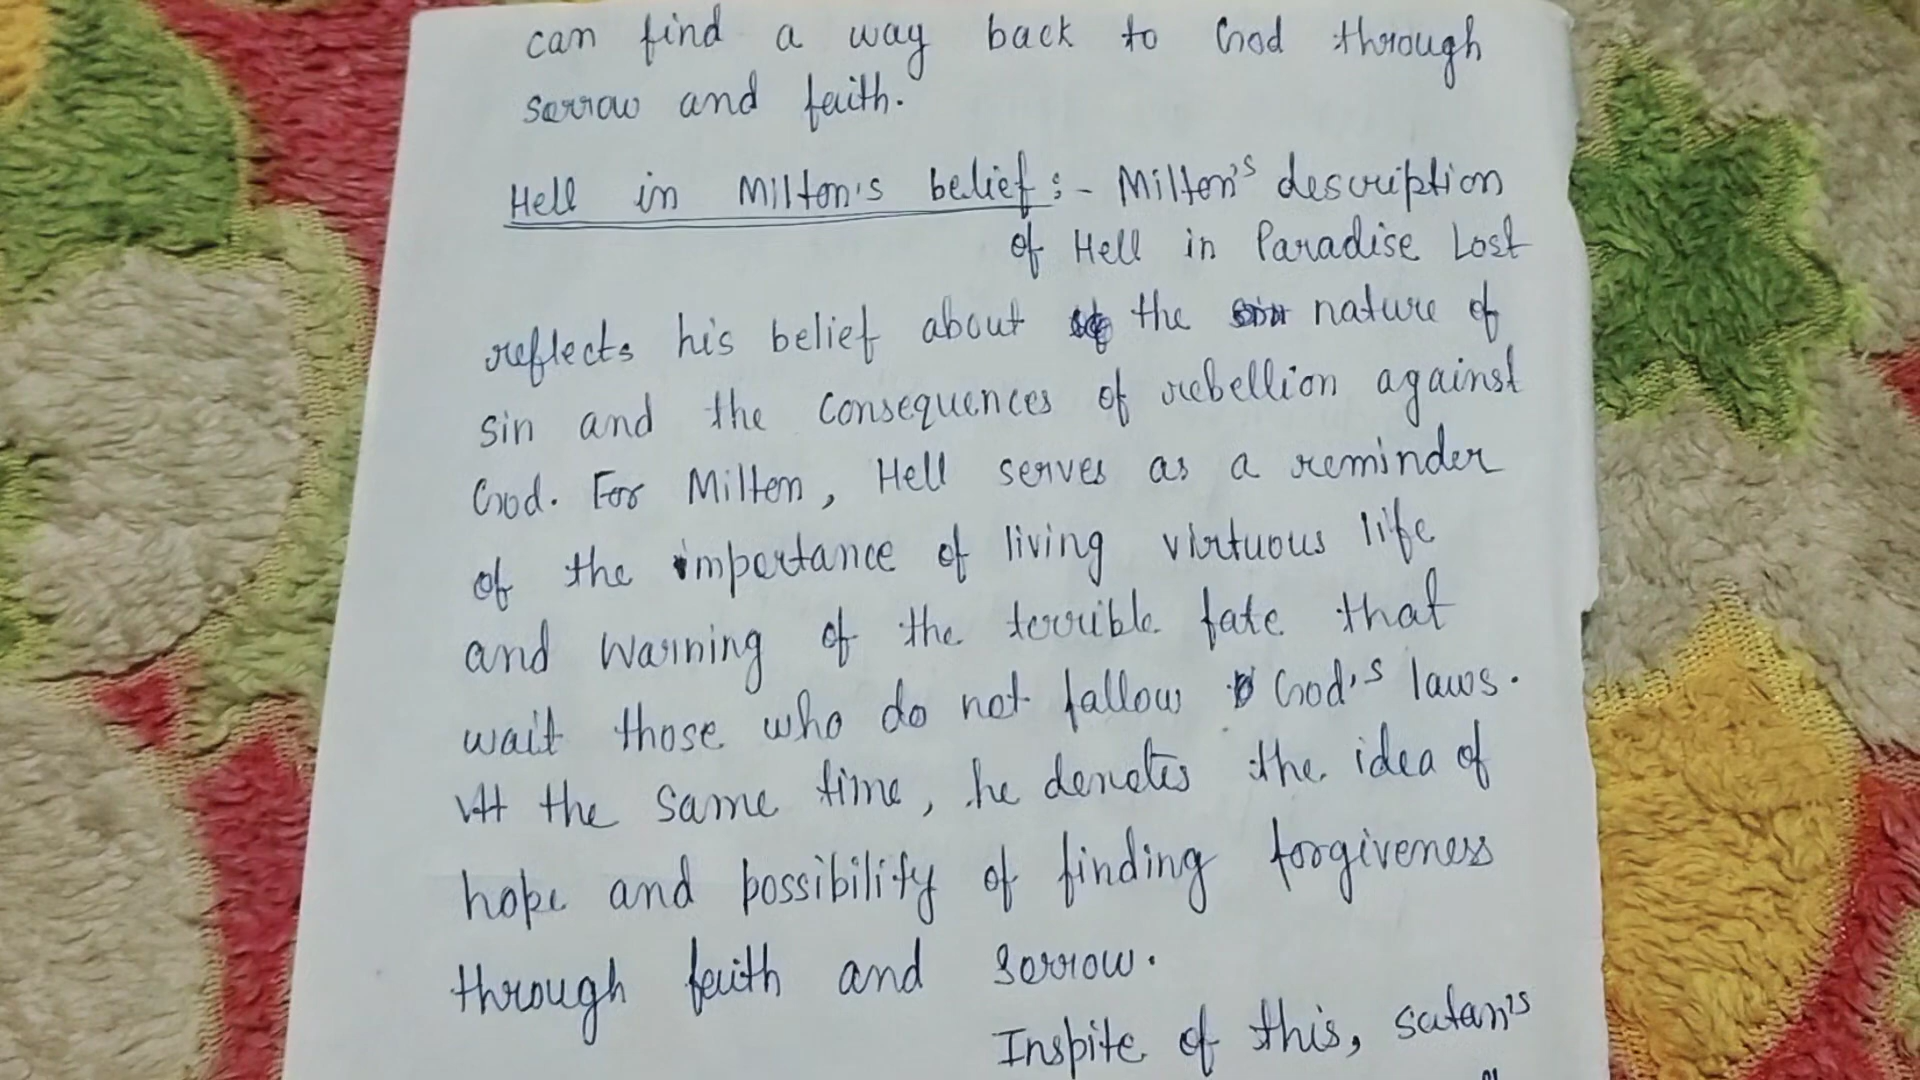 can find a way back to God through
sorrow and faith.
Hell in Milton's belief :- Milton's description
of Hell in Paradise Lost
reflects his belief about the nature of
sin and the consequences of rebellion against
God. For Milton, Hell serves as a reminder
of the importance of living virtuous life
and warning of the terrible fate that
wait those who do not fallow God's laws.
At the same time, he denotes the idea of
hope and possibility of finding forgiveness
through faith and sorrow.
Inspite of this, satan's